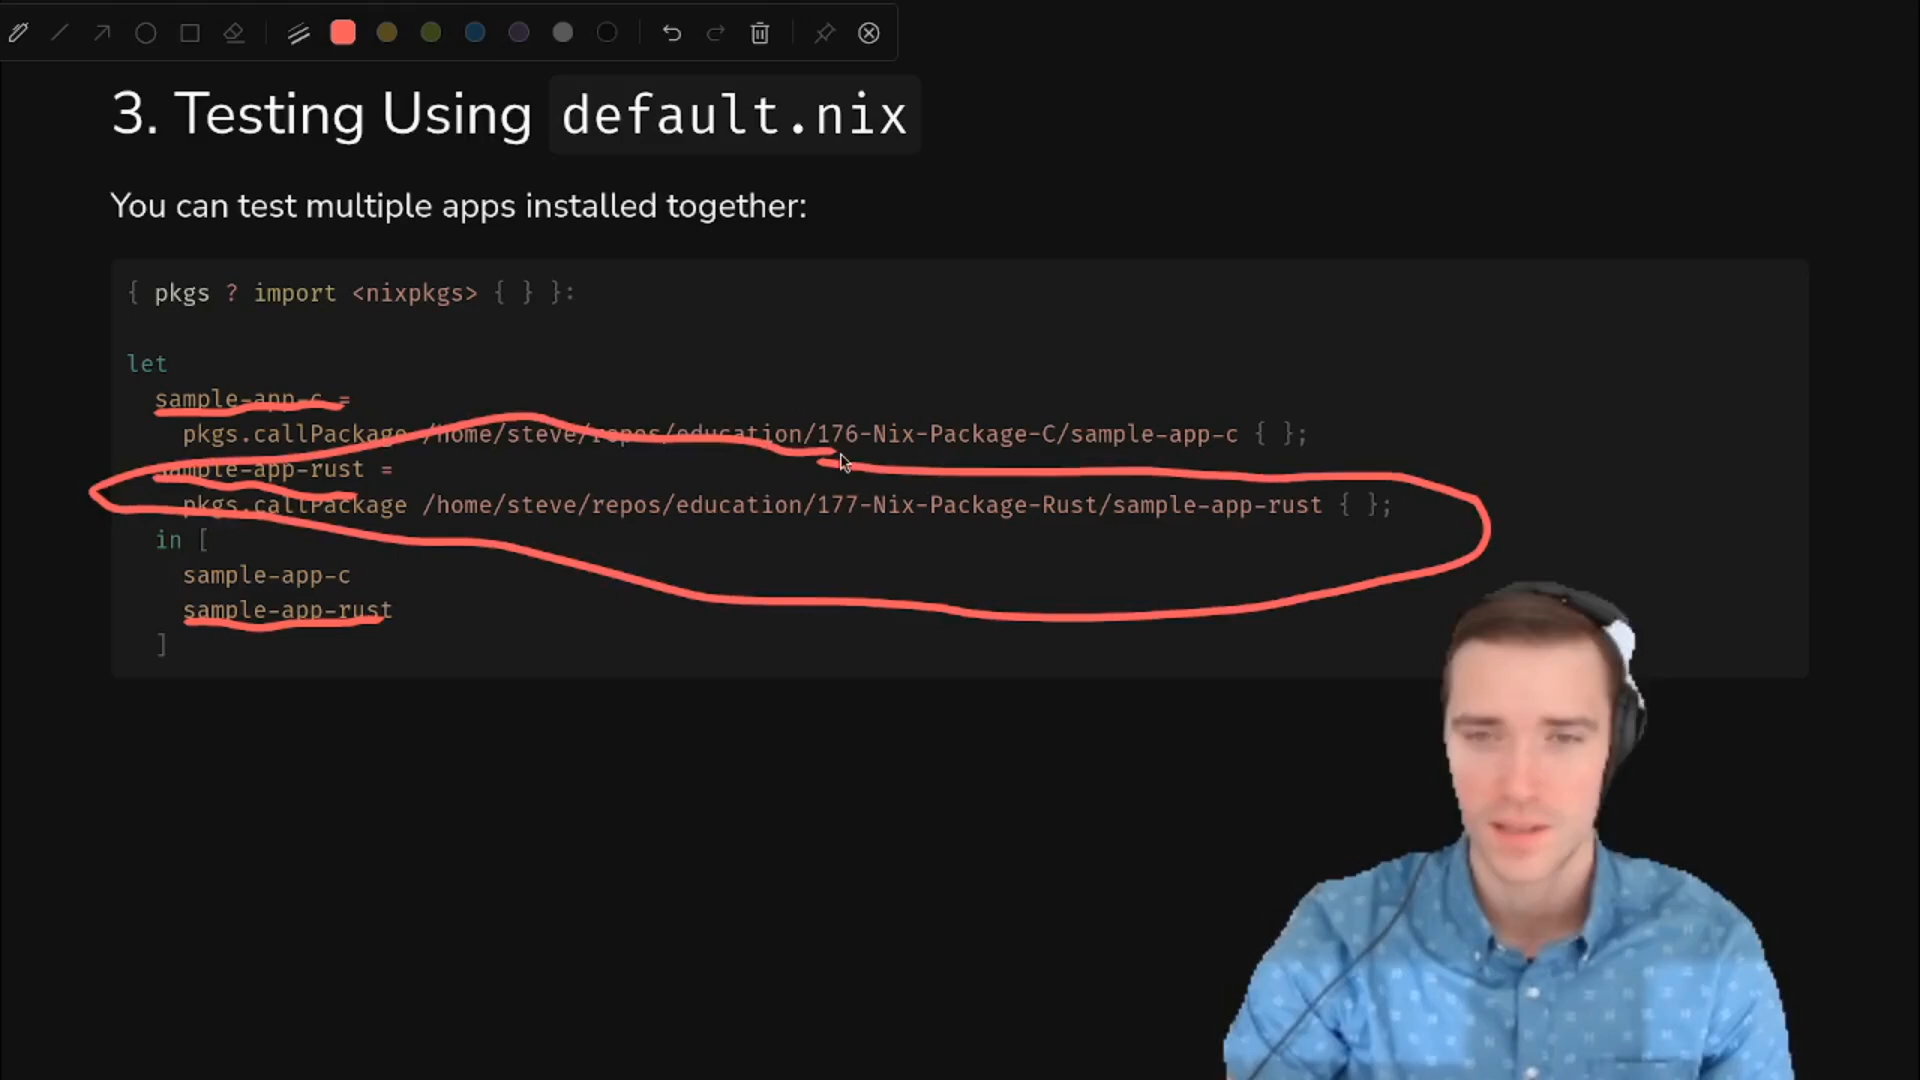 3. Testing Using default.nix
You can test multiple apps installed together:
{ pkgs ? import <nixpkgs> { } }:
let
sample-app-c =
pkgs.callPackage /home/steve/repos/education/176-Nix-Package-C/sample-app-c { };
sample-app-rust =
pkgs.callPackage /home/steve/repos/education/177-Nix-Package-Rust/sample-app-rust { };
in [
sample-app-c
sample-app-rust
]